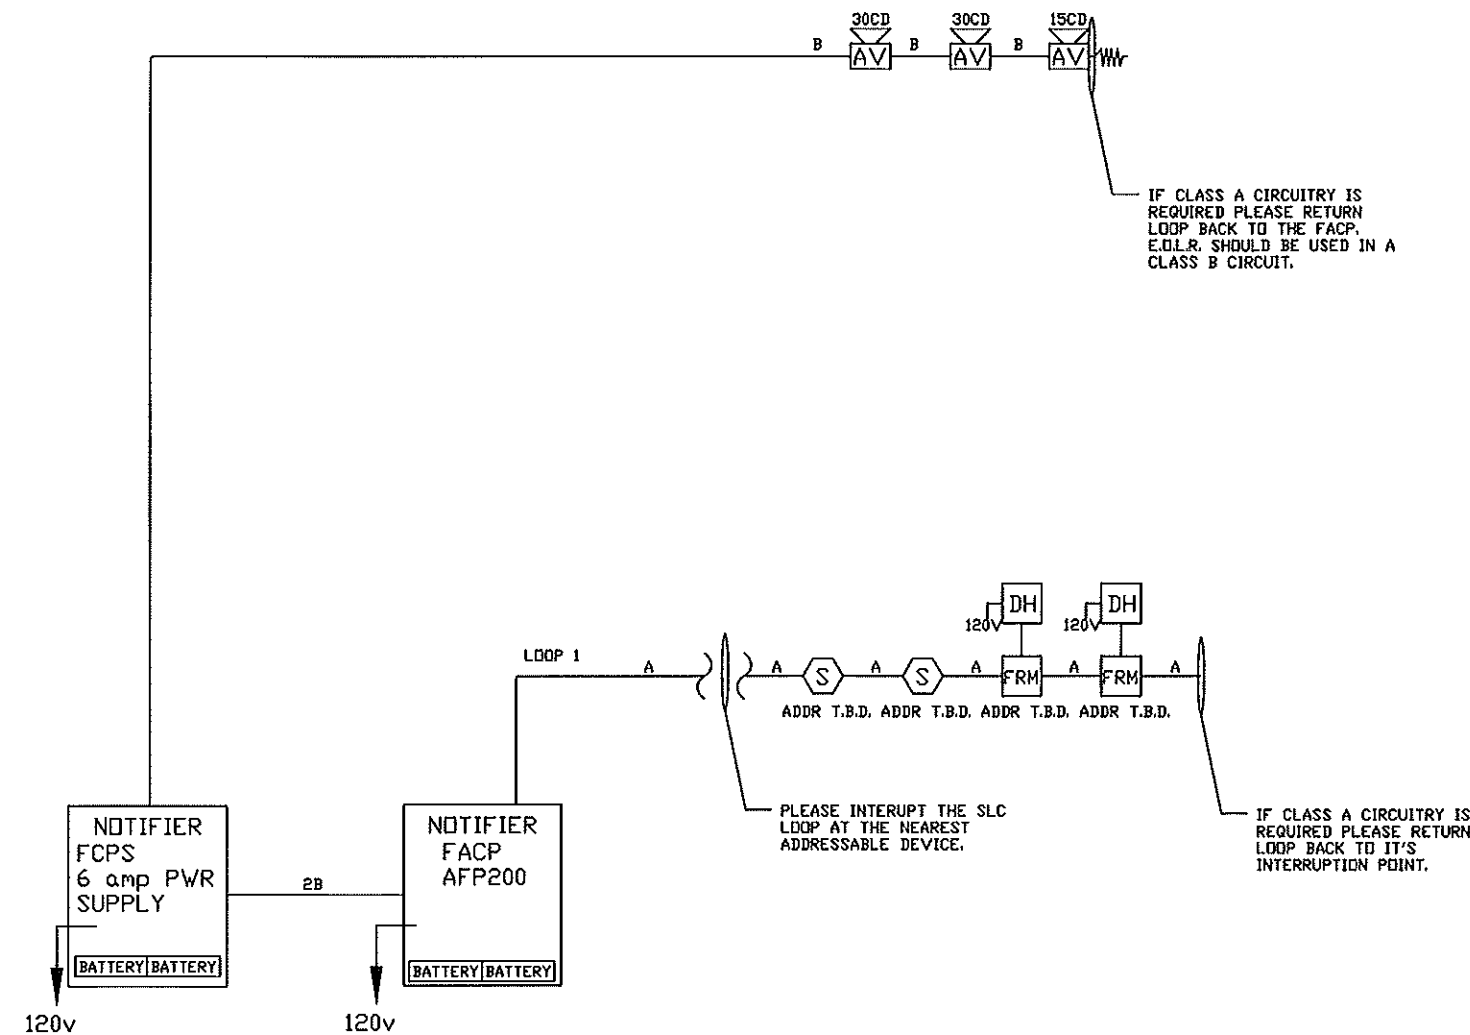 30CD 30CD 15CD
B AV B AV B AV
IF CLASS A CIRCUITRY IS
REQUIRED PLEASE RETURN
LOOP BACK TO THE FACP.
E.O.L.R. SHOULD BE USED IN A
CLASS B CIRCUIT.
DH DH
120V 120V
LOOP 1
A A S A S A FRM A FRM A
ADDR T.B.D. ADDR T.B.D. ADDR T.B.D. ADDR T.B.D.
PLEASE INTERUPT THE SLC
LOOP AT THE NEAREST
ADDRESSABLE DEVICE.
IF CLASS A CIRCUITRY IS
REQUIRED PLEASE RETURN
LOOP BACK TO IT'S
INTERRUPTION POINT.
NOTIFIER
FCPS
6 amp PWR
SUPPLY
BATTERY BATTERY
120v
2B
NOTIFIER
FACP
AFP200
BATTERY BATTERY
120v